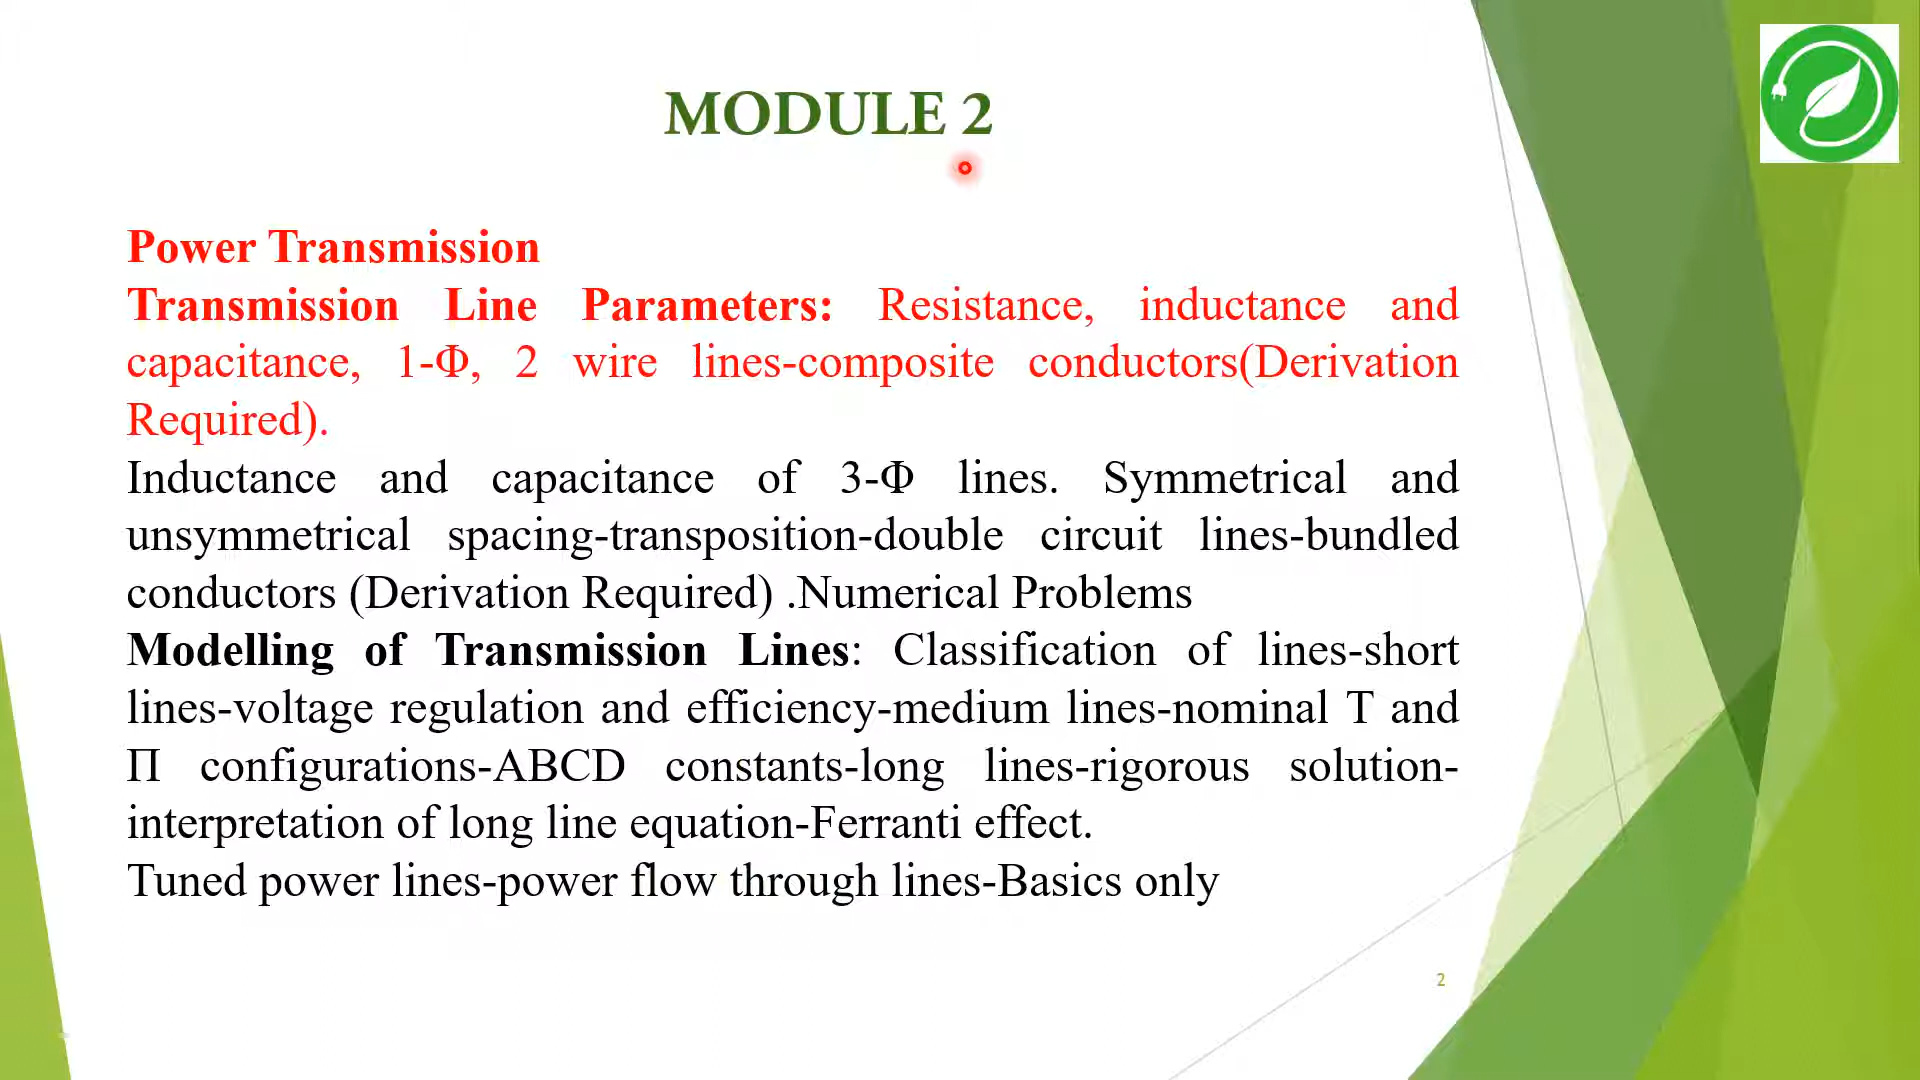 MODULE 2
Power Transmission
Transmission Line Parameters: Resistance, inductance and
capacitance, 1-Φ, 2 wire lines-composite conductors(Derivation
Required).
Inductance and capacitance of 3-Φ lines. Symmetrical and
unsymmetrical spacing-transposition-double circuit lines-bundled
conductors (Derivation Required) .Numerical Problems
Modelling of Transmission Lines: Classification of lines-short
lines-voltage regulation and efficiency-medium lines-nominal T and
Π configurations-ABCD constants-long lines-rigorous solution-
interpretation of long line equation-Ferranti effect.
Tuned power lines-power flow through lines-Basics only
2